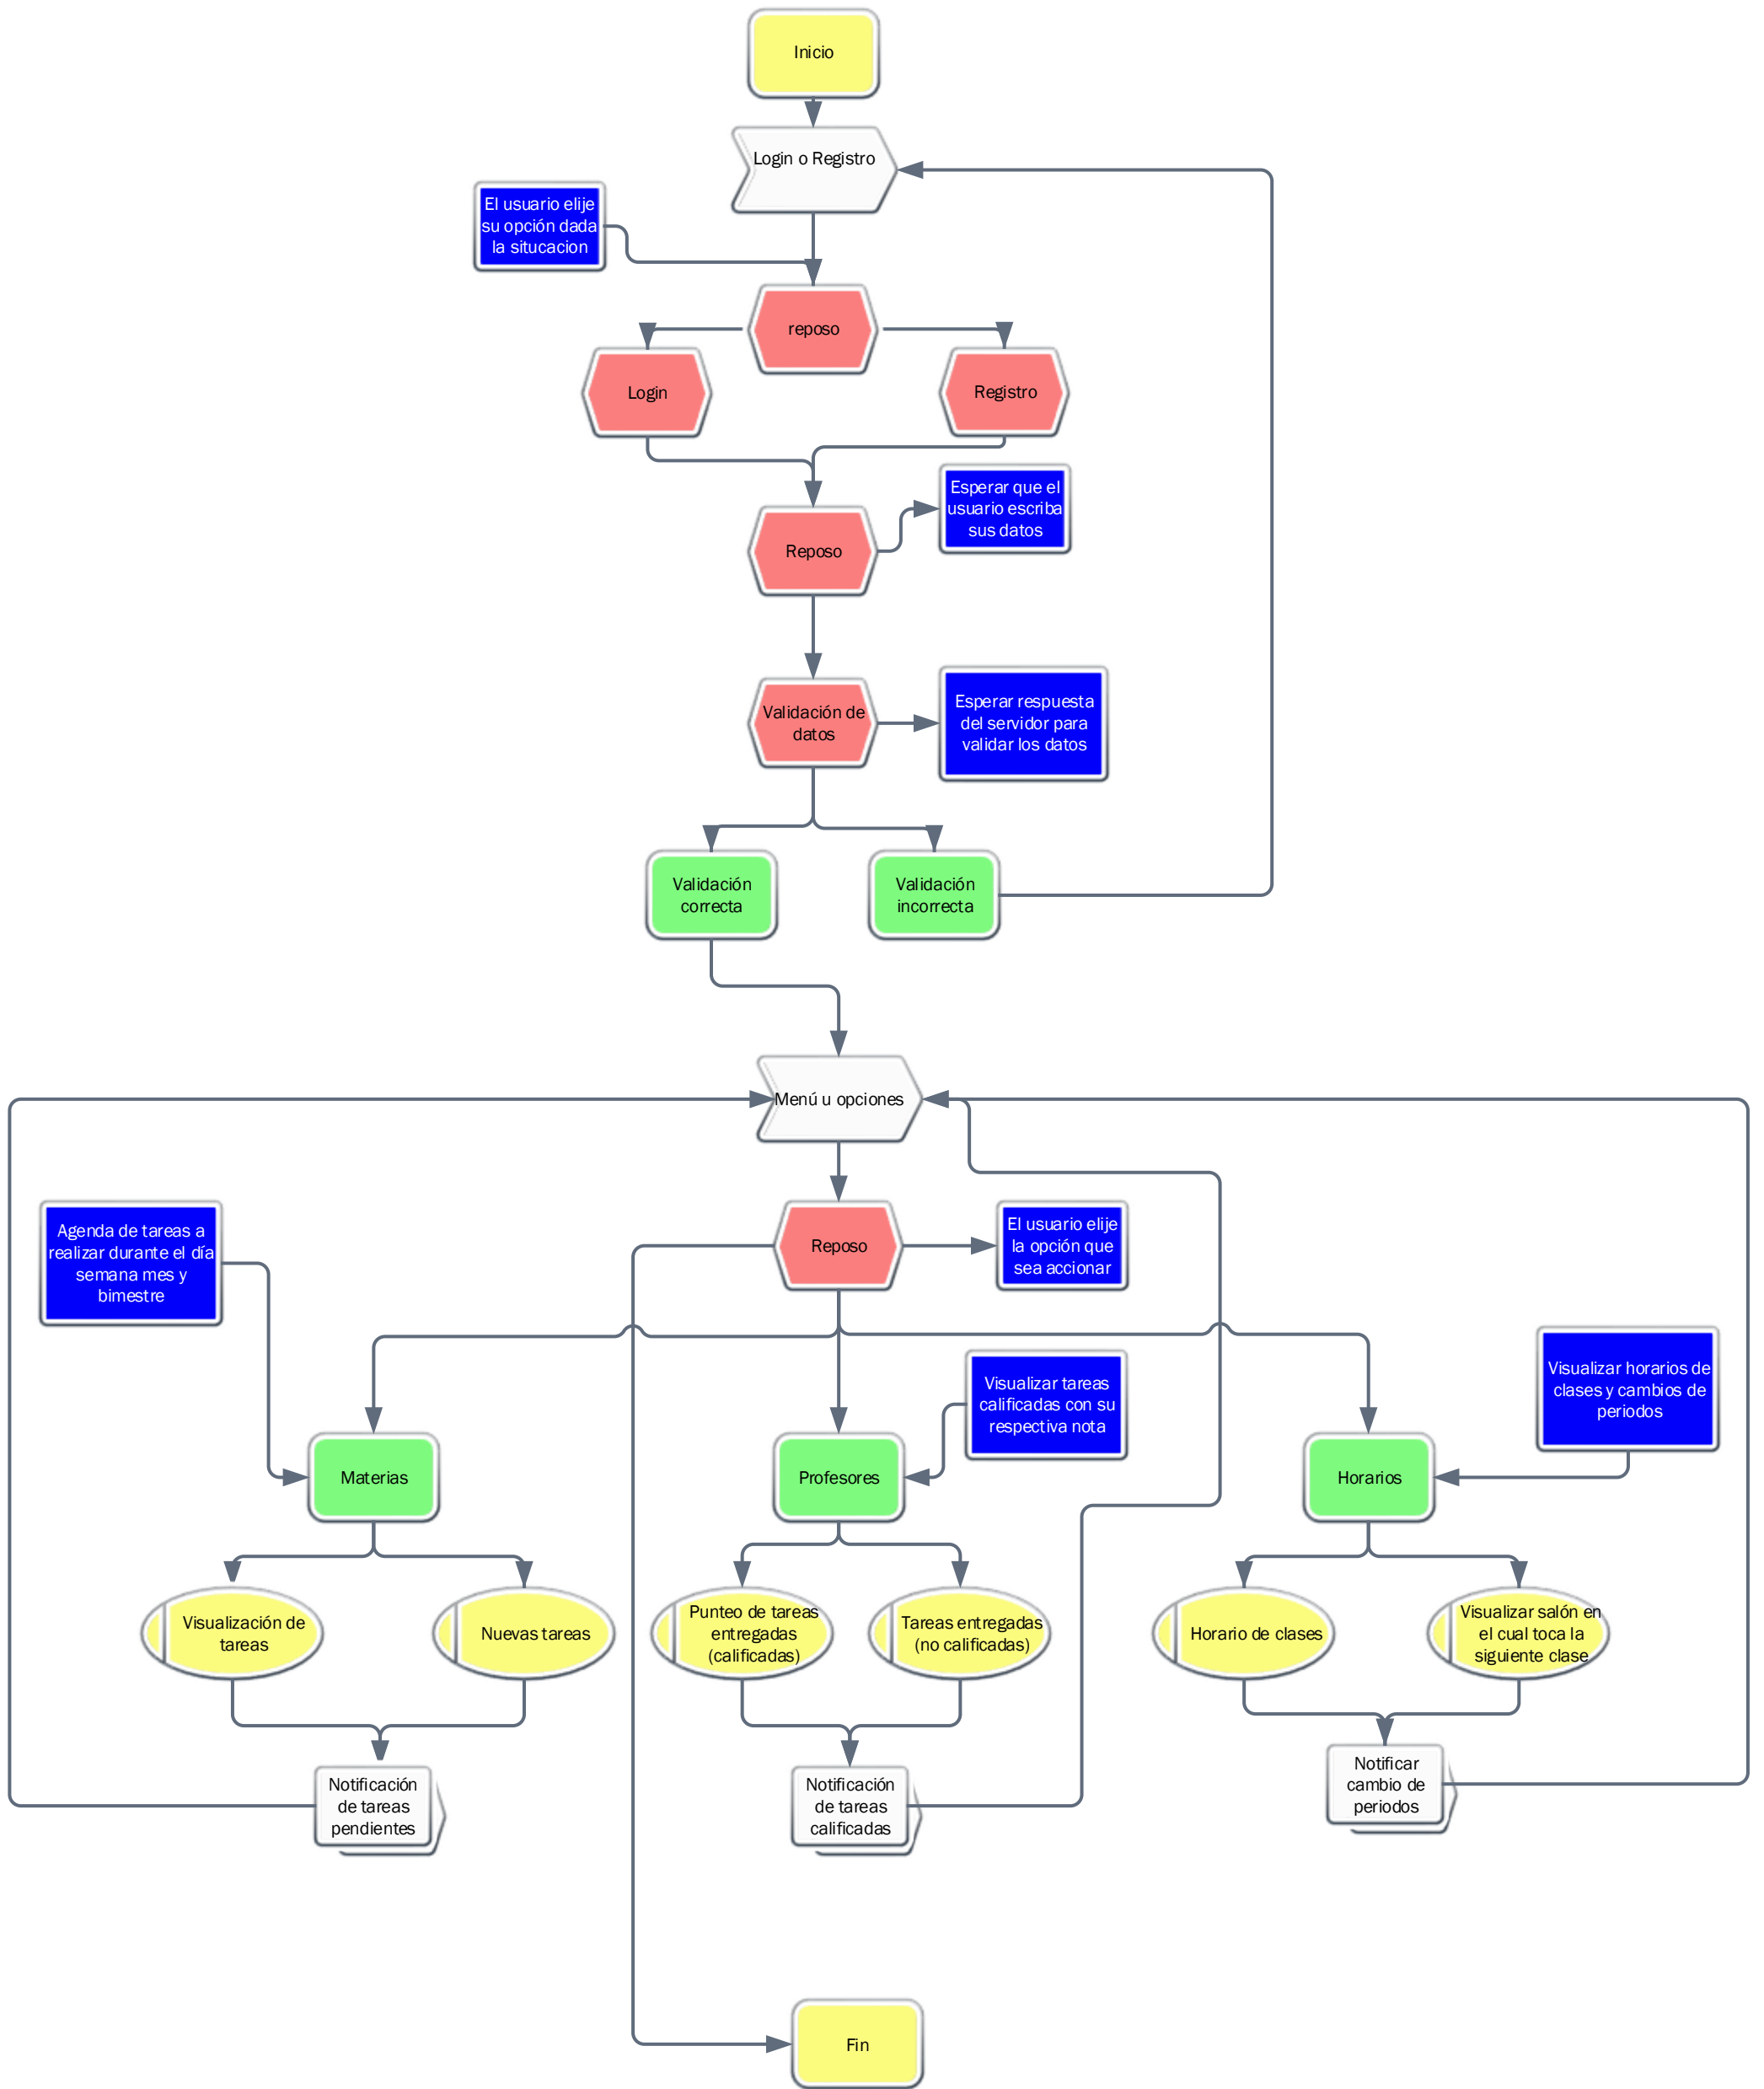 Inicio
Login o Registro
El usuario elije
su opción dada
la situcacion
reposo
Login
Registro
Esperar que el
usuario escriba
sus datos
Reposo
Validación de
datos
Esperar respuesta
del servidor para
validar los datos
Validación
correcta
Validación
incorrecta
Menú u opciones
Agenda de tareas a
realizar durante el día
semana mes y
bimestre
Reposo
El usuario elije
la opción que
sea accionar
Visualizar tareas
calificadas con su
respectiva nota
Visualizar horarios de
clases y cambios de
periodos
Materias
Profesores
Horarios
Visualización de
tareas
Nuevas tareas
Punteo de tareas
entregadas
(calificadas)
Tareas entregadas
(no calificadas)
Horario de clases
Visualizar salón en
el cual toca la
siguiente clase
Notificación
de tareas
pendientes
Notificación
de tareas
calificadas
Notificar
cambio de
periodos
Fin